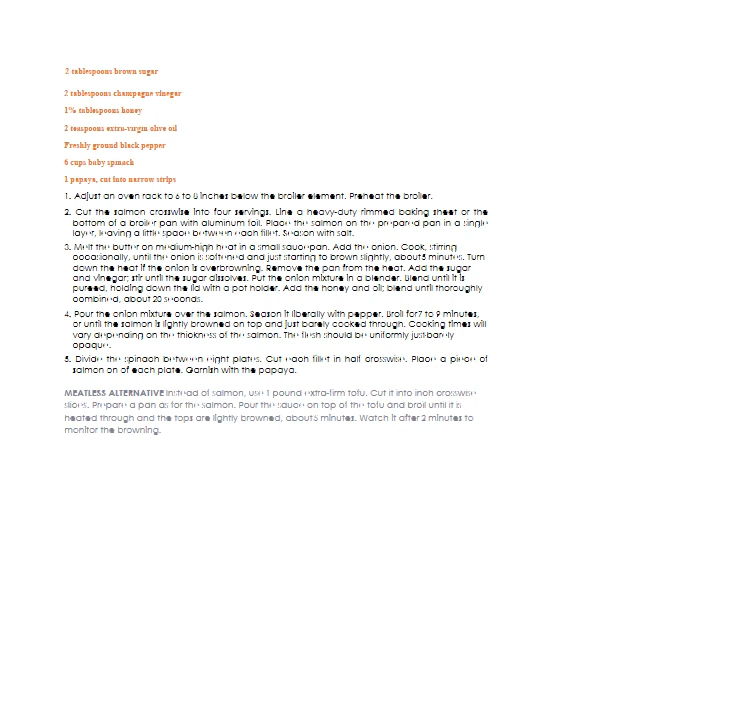 2 tablespoons brown sugar
2 tablespoons champagne vinegar
1% tablespoons honey
2 teaspoons extra-virgin olive oil
Freshly ground black pepper
6 cups baby spinach
1 papaya, cut into narrow strips
1. Adjust an oven rack to 6 to 8 inches below the broiler element. Preheat the broiler.
2. Cut the salmon crosswise into four servings. Line a heavy-duty rimmed baking sheet or the
bottom of a broiler pan with aluminum foil. Place the salmon on the prepared pan in a single
layer, leaving a little space between each fillet. Season with salt.
3. Melt the butter on medium-high heat in a small saucepan. Add the onion. Cook, stirring
occasionally, until the onion is softened and just starting to brown slightly, about 5 minutes. Turn
down the heat if the onion is overbrowning. Remove the pan from the heat. Add the sugar
and vinegar; stir until the sugar dissolves. Put the onion mixture in a blender. Blend until it is
pureed, holding down the lid with a pot holder. Add the honey and oil; blend until thoroughly
combined, about 20 seconds.
4. Pour the onion mixture over the salmon. Season it liberally with pepper. Broil for 7 to 9 minutes,
or until the salmon is lightly browned on top and just barely cooked through. Cooking times will
vary depending on the thickness of the salmon. The flesh should be uniformly just-barely
opaque.
5. Divide the spinach between eight plates. Cut each fillet in half crosswise. Place a piece of
salmon on of each plate. Garnish with the papaya.
MEATLESS ALTERNATIVE Instead of salmon, use 1 pound extra-firm tofu. Cut it into inch crosswise
slices. Prepare a pan as for the salmon. Pour the sauce on top of the tofu and broil until it is
heated through and the tops are lightly browned, about 5 minutes. Watch it after 2 minutes to
monitor the browning.